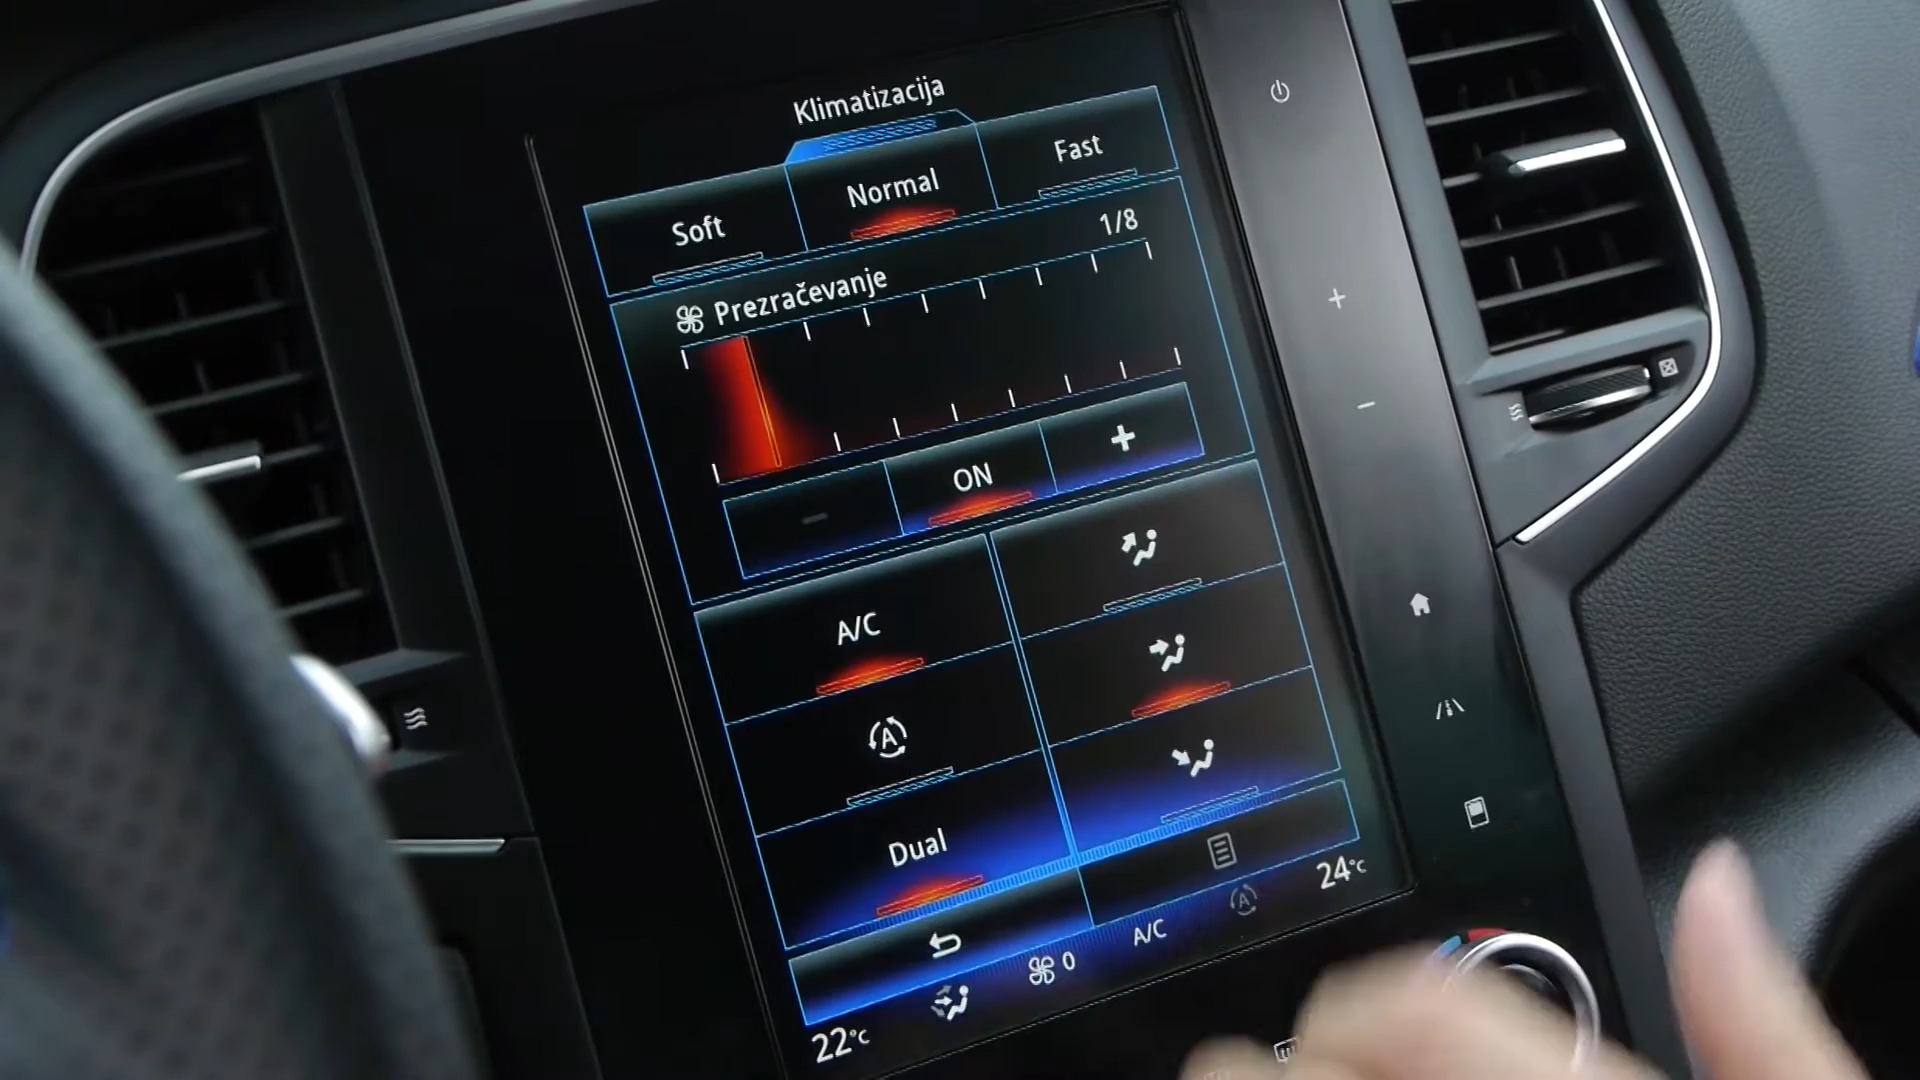 Klimatizacija
Soft
Normal
Fast
Prezračevanje
1/8
ON
A/C
A
Dual
22°C
0
A/C
A
24°C